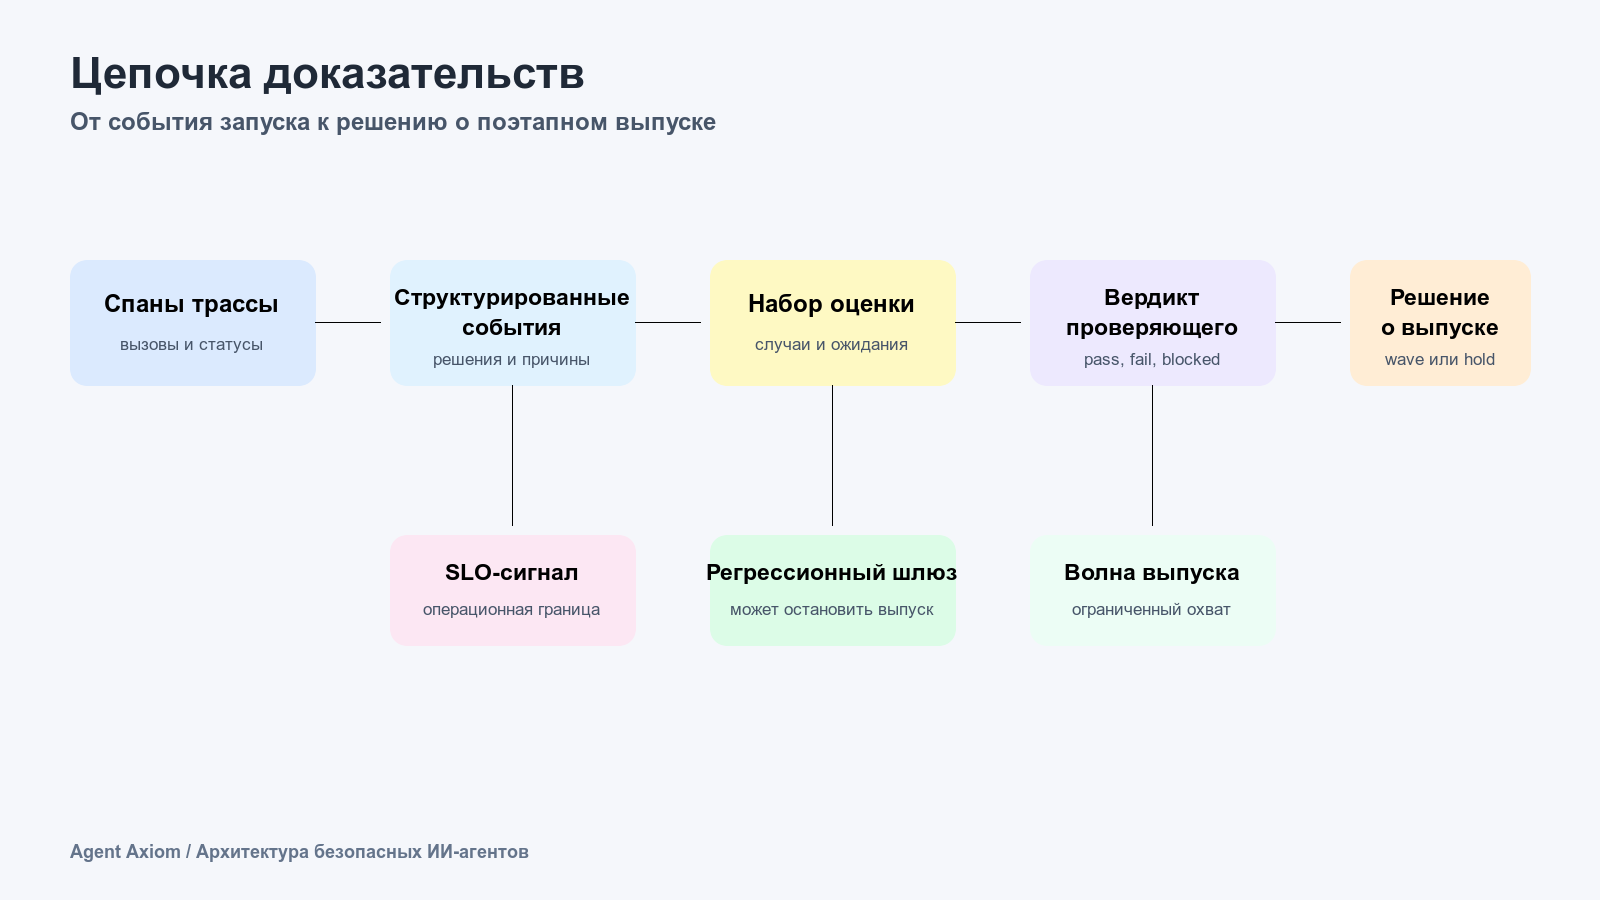 Цепочка доказательств
От события запуска к решению о поэтапном выпуске
Спаны трассы
вызовы и статусы
Структурированные
события
решения и причины
Набор оценки
случаи и ожидания
Вердикт
проверяющего
pass, fail, blocked
Решение
о выпуске
wave или hold
SLO-сигнал
операционная граница
Регрессионный шлюз
может остановить выпуск
Волна выпуска
ограниченный охват
Agent Axiom / Архитектура безопасных ИИ-агентов